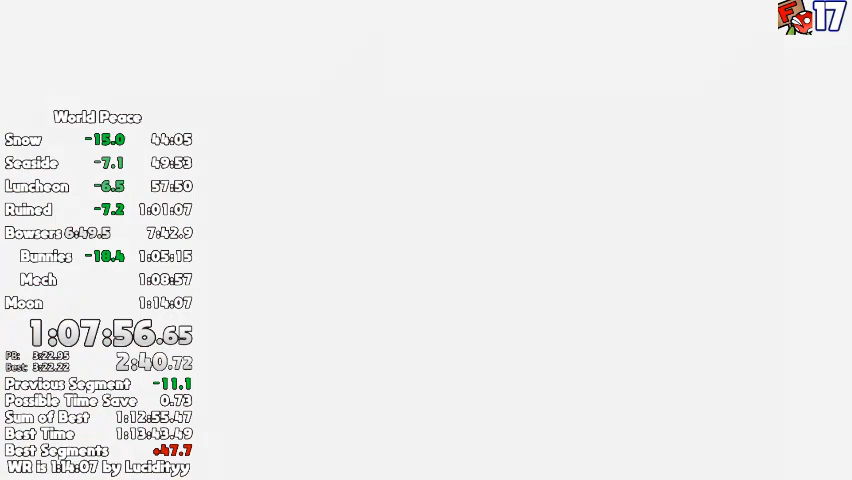 F 17
World Peace
Snow -15.0 44:05
Seaside -7.1 49:53
Luncheon -6.5 57:50
Ruined -7.2 1:01:07
Bowsers 6:49.5 7:42.9
Bunnies -18.4 1:05:15
Mech 1:08:57
Moon 1:14:07
1:07:56.65
PB: 3:22.95 2:40.72
Best: 3:22.22
Previous Segment -11.1
Possible Time Save 0.73
Sum of Best 1:12:55.47
Best Time 1:13:43.49
Best Segments +47.7
WR is 1:14:07 by Lucidityy